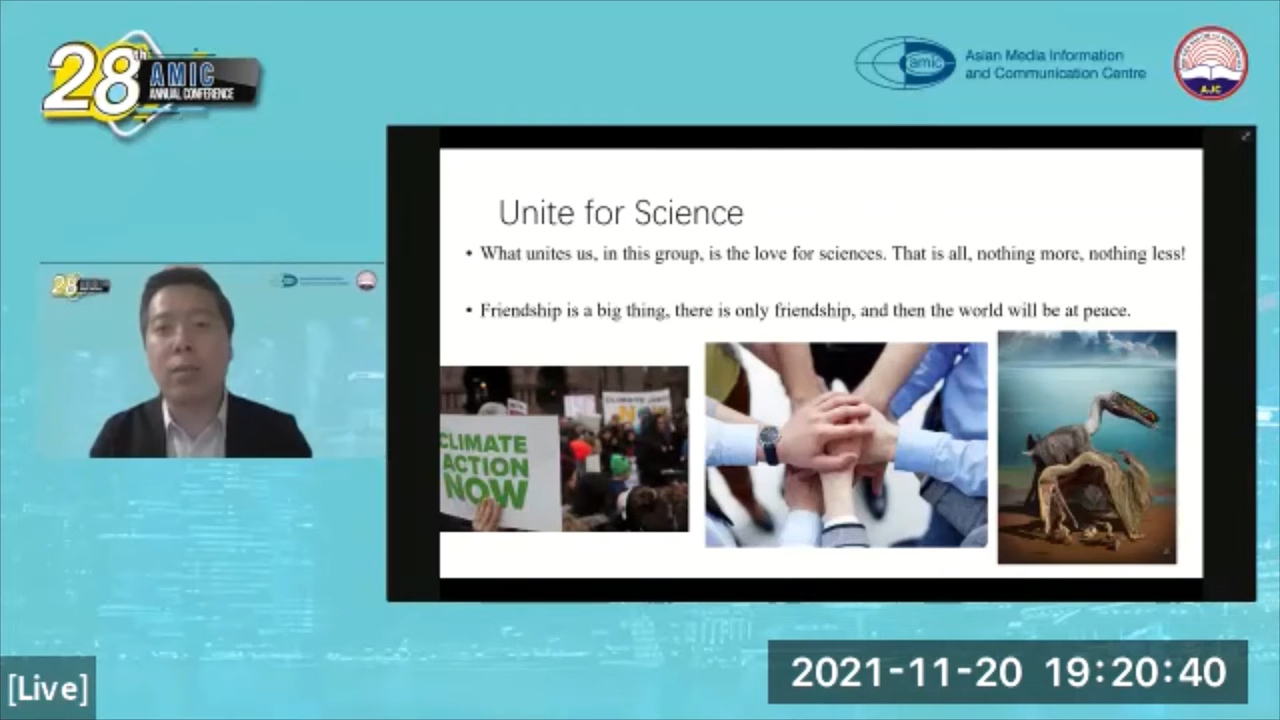 28th
AMIC
ANNUAL CONFERENCE
amic
Asian Media Information
and Communication Centre
AJC
28
Unite for Science
• What unites us, in this group, is the love for sciences. That is all, nothing more, nothing less!
• Friendship is a big thing, there is only friendship, and then the world will be at peace.
CLIMATE
ACTION
NOW
[Live]
2021-11-20 19:20:40